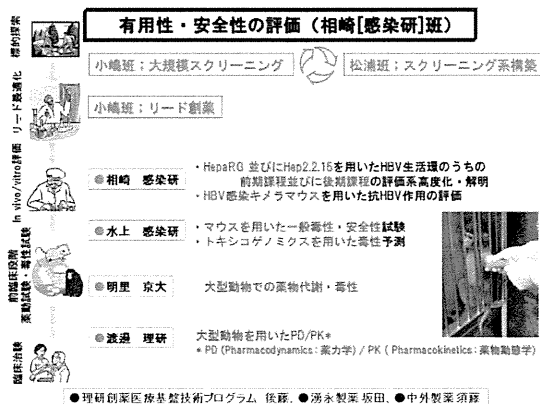 有用性・安全性の評価(相崎[感染研]班)
標的探索
小嶋班;大規模スクリーニング
松浦班;スクリーニング系構築
リード最適化
小嶋班;リード創薬
In vivo/vitro評価
●相崎 感染研
・HepaRG 並びにHep2.2.15を用いたHBV生活環のうちの
前期課程並びに後期課程の評価系高度化・解明
・HBV感染キメラマウスを用いた抗HBV作用の評価
前臨床段階
薬動試験・毒性試験
●水上 感染研
・マウスを用いた一般毒性・安全性試験
・トキシコゲノミクスを用いた毒性予測
●明里 京大
大型動物での薬物代謝・毒性
臨床治験
●渡邉 理研
大型動物を用いたPD/PK*
* PD (Pharmacodynamics:薬力学) / PK ( Pharmacokinetics:薬物動態学)
●理研創薬医療基盤技術プログラム 後藤、●湧永製薬 坂田、●中外製薬 須藤